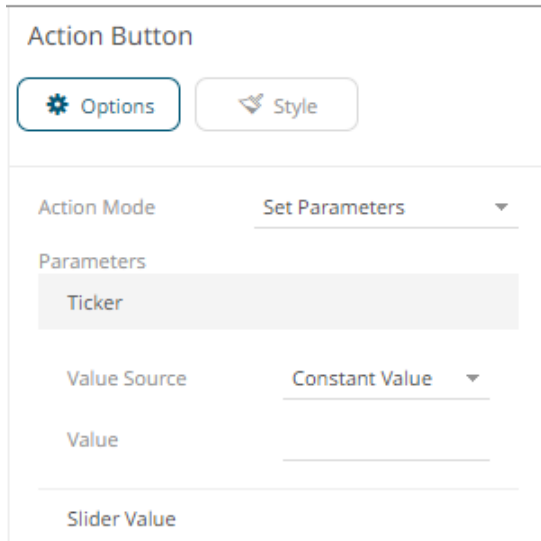 Action Button
Options Style
Action Mode Set Parameters
Parameters
Ticker
Value Source Constant Value
Value
Slider Value